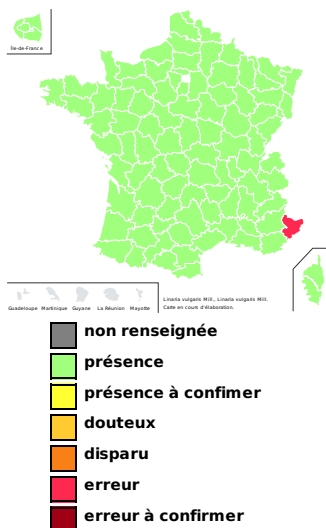 Île-de-France
Guadeloupe Martinique Guyane La Réunion Mayotte
Linaria vulgaris Mill., Linaria vulgaris Mill.
Carte en cours d'élaboration.
non renseignée
présence
présence à confimer
douteux
disparu
erreur
erreur à confirmer